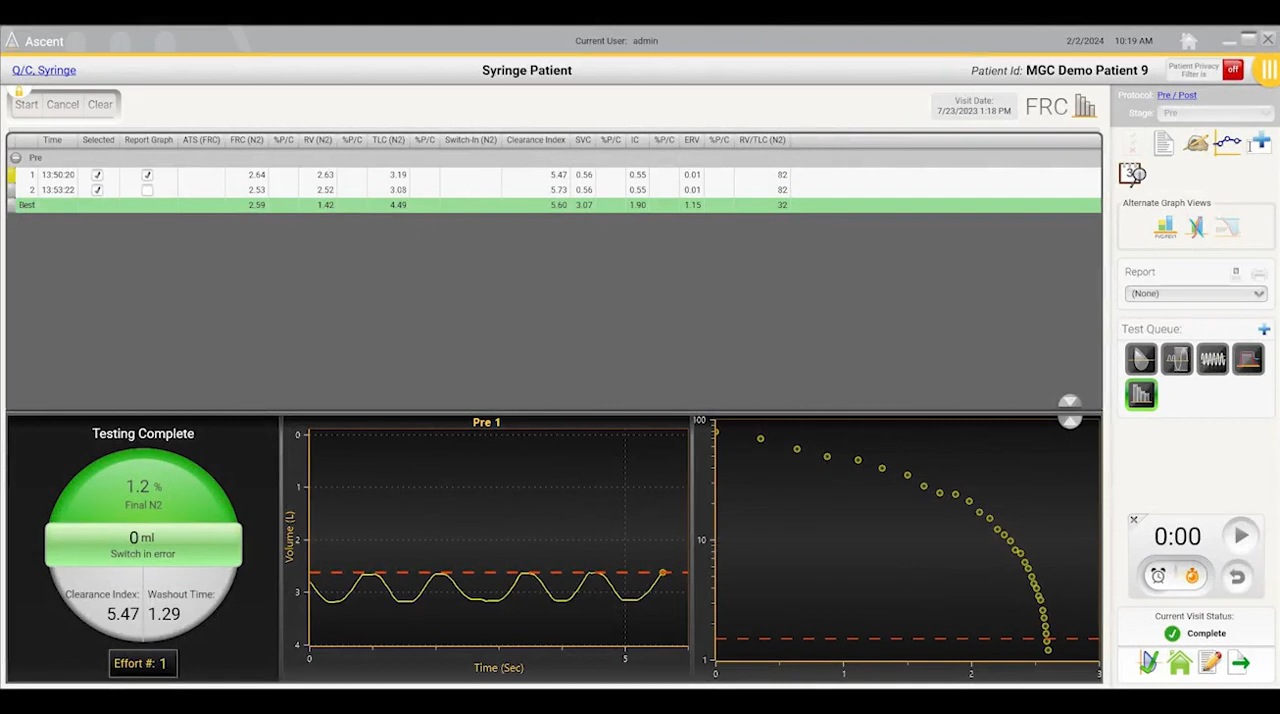 Ascent
Current User: admin
2/2/2024 10:19 AM
Q/C, Syringe
Syringe Patient
Patient Id: MGC Demo Patient 9
Patient Privacy
Filter is
off
Start Cancel Clear
Visit Date:
7/23/2023 1:18 PM
FRC
Protocol: Pre / Post
Stage: Pre
Time Selected Report Graph ATS (FRC) FRC (N2) %P/C RV (N2) %P/C TLC (N2) %P/C Switch-In (N2) Clearance Index %P/C SVC %P/C IC %P/C ERV %P/C RV/TLC (N2)
Pre
1 13:50:20 2.64 2.63 3.19 5.47 0.56 0.55 0.01 82
2 13:53:22 2.53 2.52 3.08 5.73 0.56 0.55 0.01 82
Best 2.59 1.42 4.49 5.60 3.07 1.90 1.15 32
Alternate Graph Views
Report
(None)
Test Queue:
Testing Complete
1.2 %
Final N2
0 ml
Switch in error
Clearance Index: Washout Time:
5.47 1.29
Effort #: 1
Pre 1
Volume (L)
0
1
2
3
4
0 5
Time (Sec)
100
10
1
0 1 2 3
0:00
Current Visit Status:
Complete